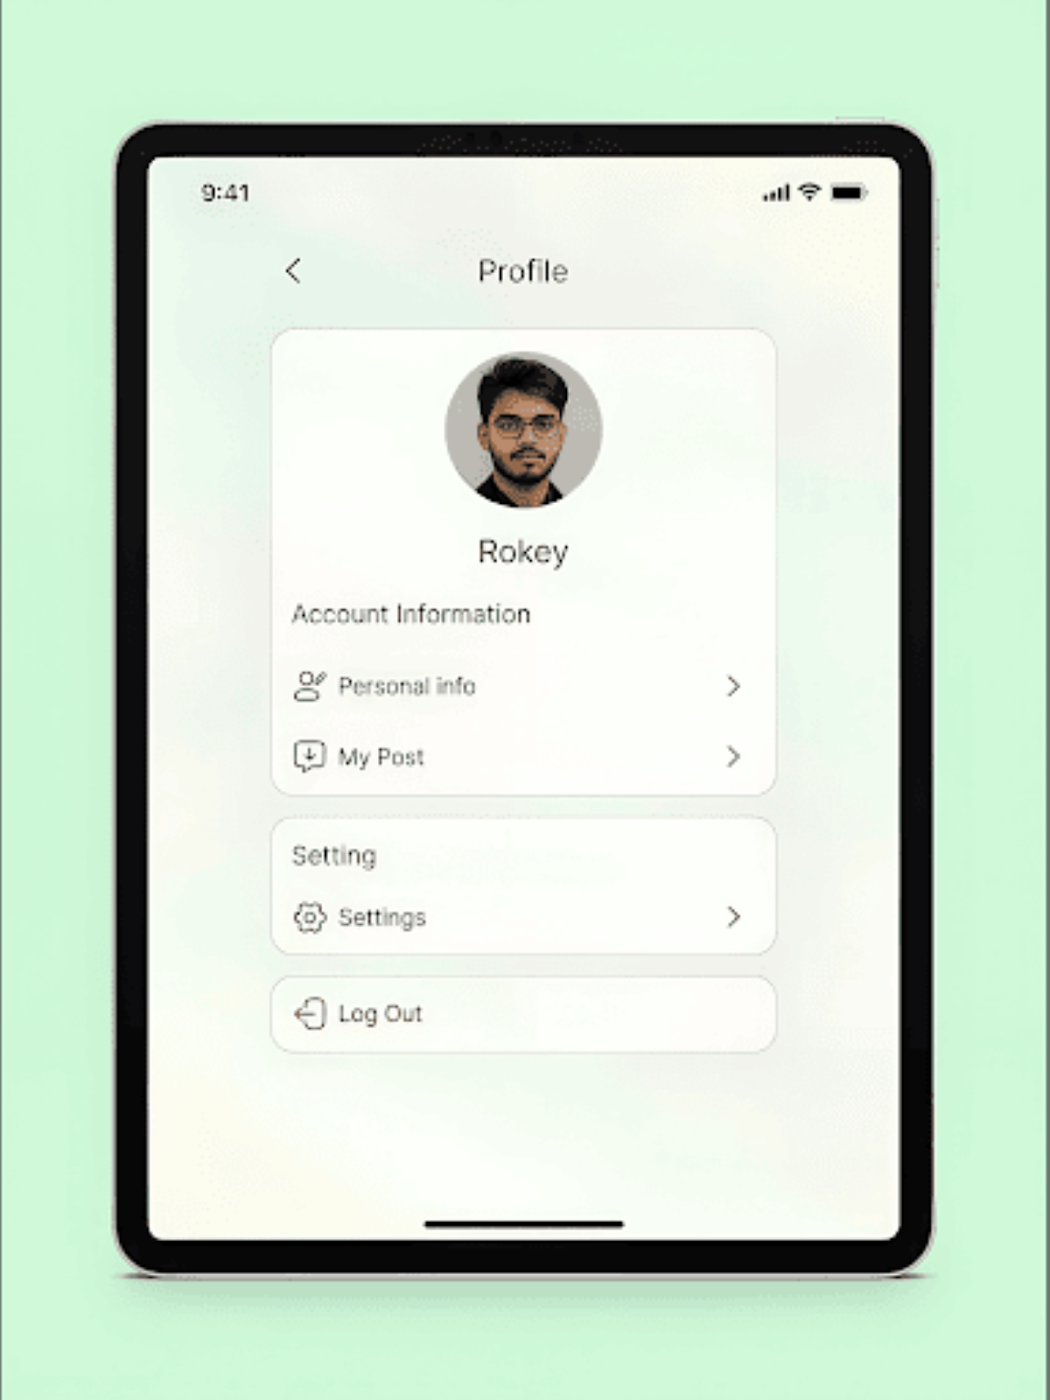 9:41
Profile
Rokey
Account Information
Personal info
My Post
Setting
Settings
Log Out